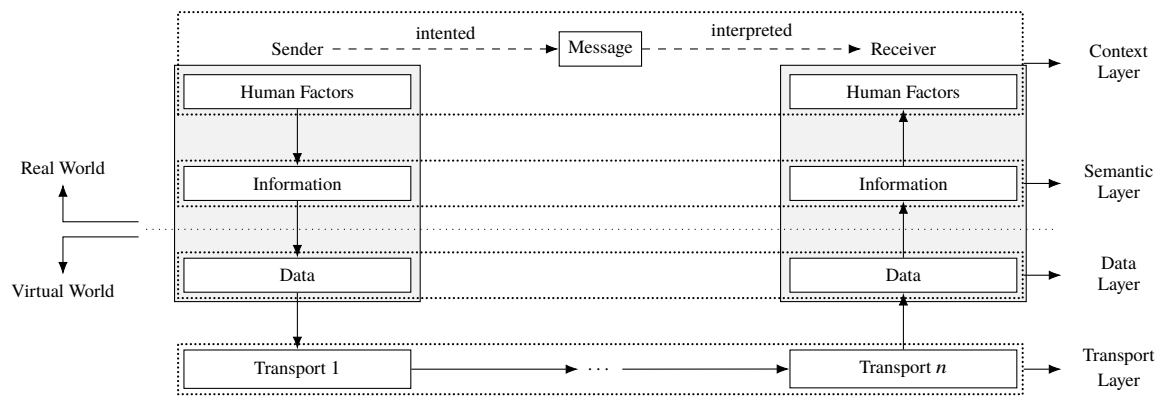 intented
interpreted
Sender
Message
Receiver
Context
Layer
Human Factors
Human Factors
Real World
Information
Information
Semantic
Layer
Virtual World
Data
Data
Data
Layer
Transport 1
...
Transport n
Transport
Layer